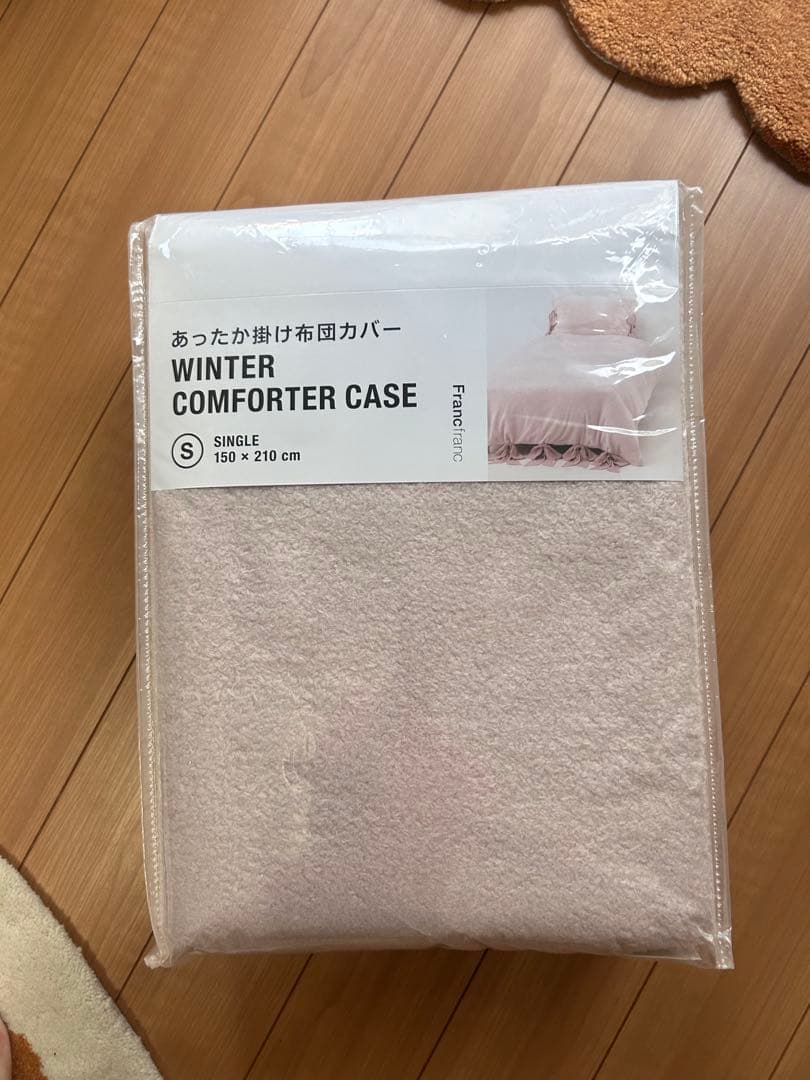 あったか掛け布団カバー
WINTER
COMFORTER CASE
S
SINGLE
150 × 210 cm
Francfranc